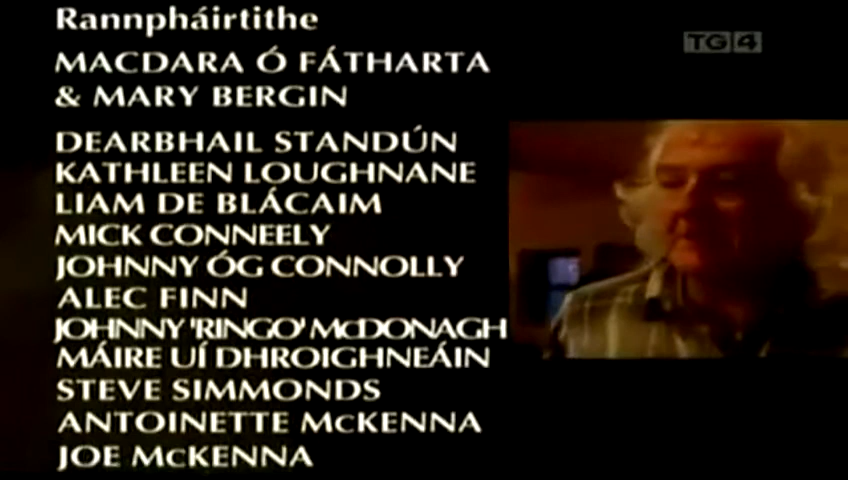 Rannpháirtithe
MACDARA Ó FÁTHARTA
& MARY BERGIN
DEARBHAIL STANDÚN
KATHLEEN LOUGHNANE
LIAM DE BLÁCAIM
MICK CONNEELY
JOHNNY ÓG CONNOLLY
ALEC FINN
JOHNNY 'RINGO' McDONAGH
MÁIRE UÍ DHROIGHNEÁIN
STEVE SIMMONDS
ANTOINETTE McKENNA
JOE McKENNA
TG4